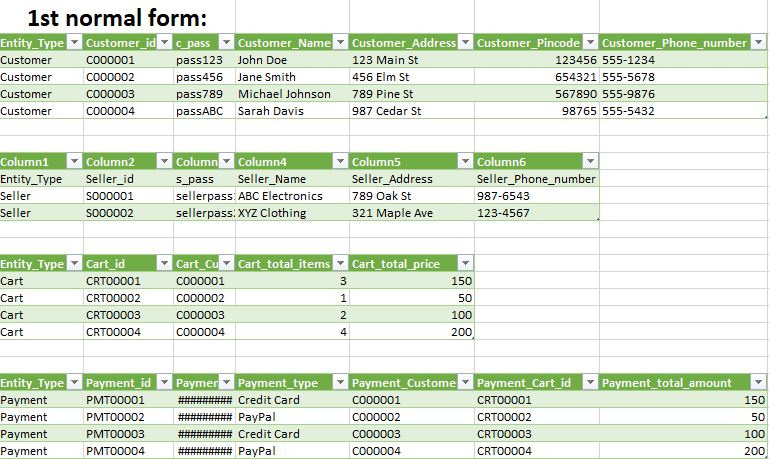 1st normal form:
Entity_Type Customer_id c_pass Customer_Name Customer_Address Customer_Pincode Customer_Phone_number
Customer C000001 pass123 John Doe 123 Main St 123456 555-1234
Customer C000002 pass456 Jane Smith 456 Elm St 654321 555-5678
Customer C000003 pass789 Michael Johnson 789 Pine St 567890 555-9876
Customer C000004 passABC Sarah Davis 987 Cedar St 98765 555-5432
Column1 Column2 Column Column4 Column5 Column6
Entity_Type Seller_id s_pass Seller_Name Seller_Address Seller_Phone_number
Seller S000001 sellerpass ABC Electronics 789 Oak St 987-6543
Seller S000002 sellerpass XYZ Clothing 321 Maple Ave 123-4567
Entity_Type Cart_id Cart_Cu Cart_total_items Cart_total_price
Cart CRT00001 C000001 3 150
Cart CRT00002 C000002 1 50
Cart CRT00003 C000003 2 100
Cart CRT00004 C000004 4 200
Entity_Type Payment_id Paymen Payment_type Payment_Custome Payment_Cart_id Payment_total_amount
Payment PMT00001 ######### Credit Card C000001 CRT00001 150
Payment PMT00002 ######### PayPal C000002 CRT00002 50
Payment PMT00003 ######### Credit Card C000003 CRT00003 100
Payment PMT00004 ######### PayPal C000004 CRT00004 200